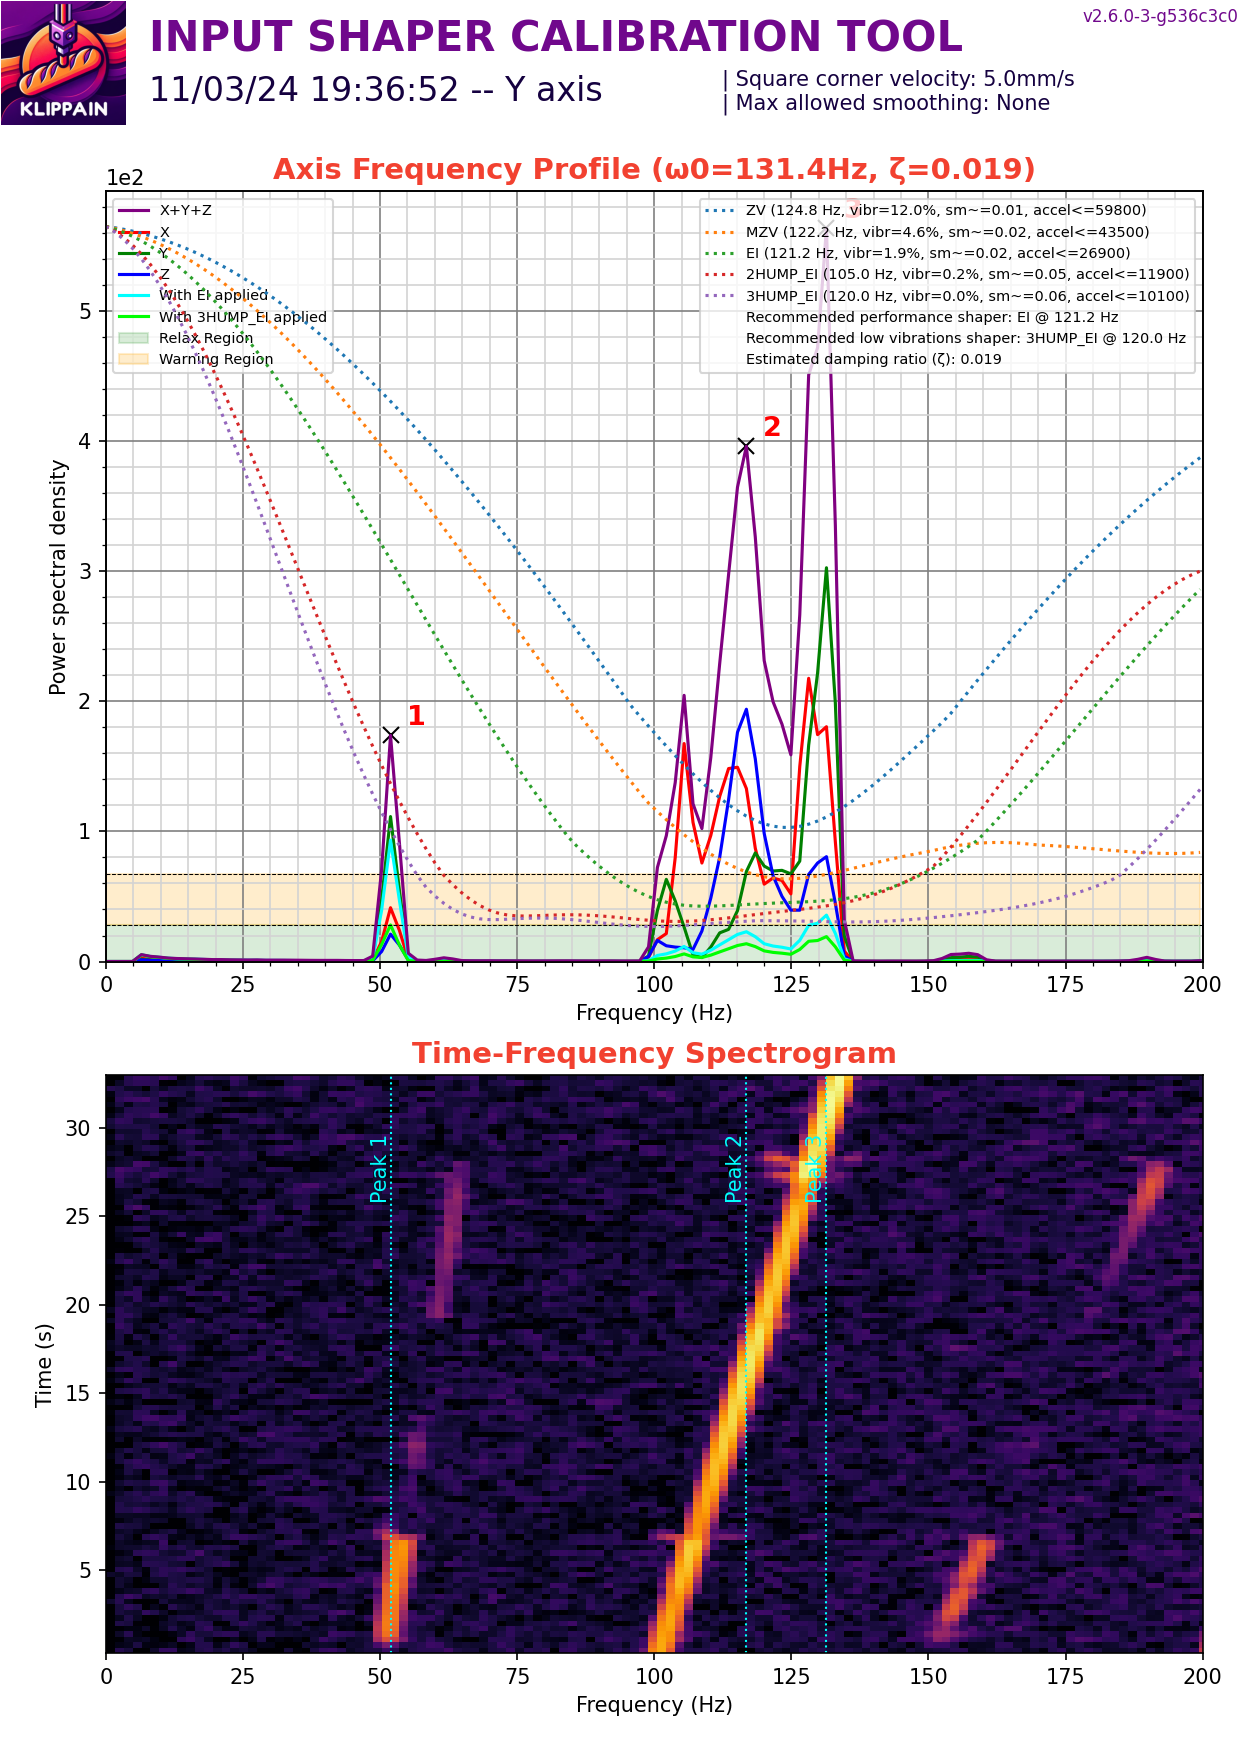 v2.6.0-3-g536c3c0
INPUT SHAPER CALIBRATION TOOL
11/03/24 19:36:52 -- Y axis
| Square corner velocity: 5.0mm/s
| Max allowed smoothing: None
KLIPPAIN
Axis Frequency Profile (ω0=131.4Hz, ζ=0.019)
1e2
X+Y+Z
X
Y
Z
With EI applied
With 3HUMP_EI applied
Relax Region
Warning Region
ZV (124.8 Hz, vibr=12.0%, sm~=0.01, accel<=59800)
MZV (122.2 Hz, vibr=4.6%, sm~=0.02, accel<=43500)
EI (121.2 Hz, vibr=1.9%, sm~=0.02, accel<=26900)
2HUMP_EI (105.0 Hz, vibr=0.2%, sm~=0.05, accel<=11900)
3HUMP_EI (120.0 Hz, vibr=0.0%, sm~=0.06, accel<=10100)
Recommended performance shaper: EI @ 121.2 Hz
Recommended low vibrations shaper: 3HUMP_EI @ 120.0 Hz
Estimated damping ratio (ζ): 0.019
3
2
1
Power spectral density
5
4
3
2
1
0
0 25 50 75 100 125 150 175 200
Frequency (Hz)
Time-Frequency Spectrogram
Time (s)
30
25
20
15
10
5
Peak 1
Peak 2
Peak 3
0 25 50 75 100 125 150 175 200
Frequency (Hz)